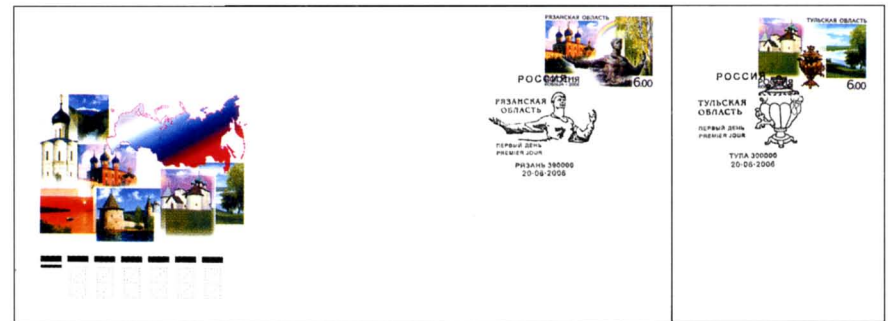 РЯЗАНСКАЯ ОБЛАСТЬ
6.00
РОССИЯ
РЯЗАНСКАЯ
ОБЛАСТЬ
ПЕРВЫЙ ДЕНЬ
PREMIER JOUR
РЯЗАНЬ 390000
20-06-2006
ТУЛЬСКАЯ ОБЛАСТЬ
6.00
РОССИЯ
ТУЛЬСКАЯ
ОБЛАСТЬ
ПЕРВЫЙ ДЕНЬ
PREMIER JOUR
ТУЛА 300000
20-06-2006